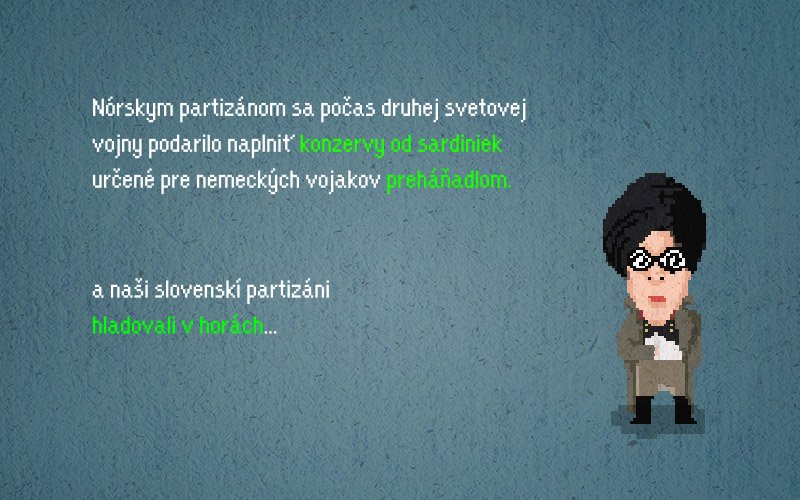 Nórskym partizánom sa počas druhej svetovej
vojny podarilo naplniť konzervy od sardiniek
určené pre nemeckých vojakov preháňadlom.
a naši slovenskí partizáni
hladovali v horách...